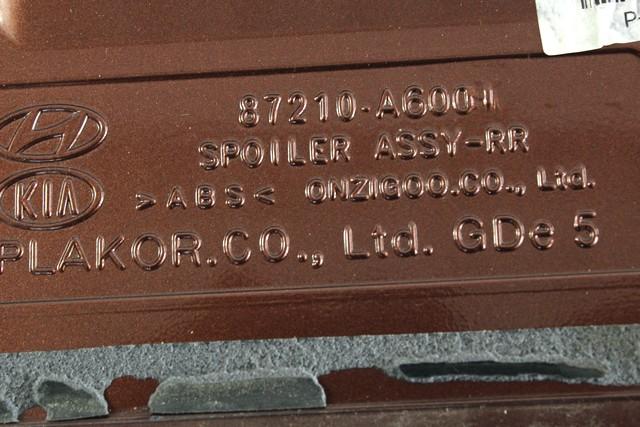 87210-A600
SPOILER ASSY-RR
KIA >ABS< ONZIGOO.CO., Ltd.
PLAKOR.CO., Ltd. GDe 5